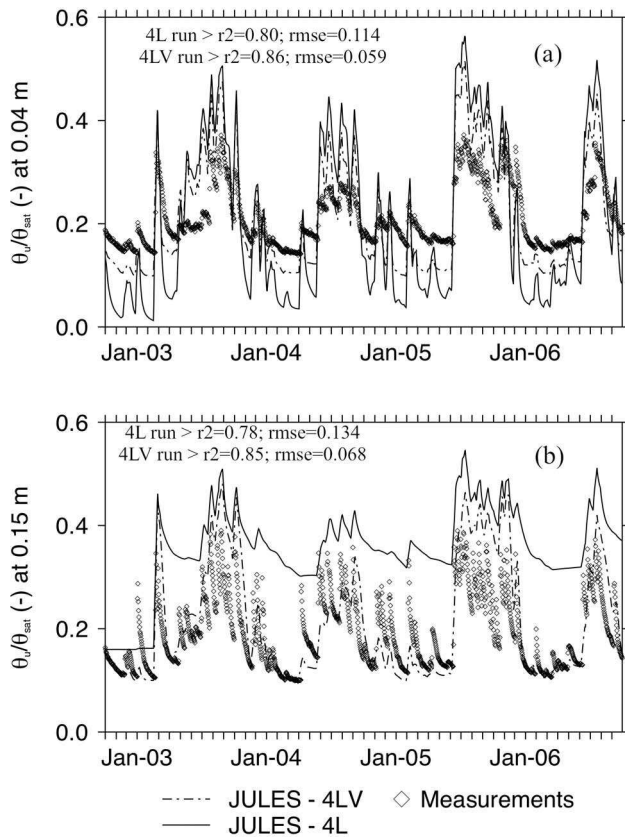 4L run > r2=0.80; rmse=0.114
4LV run > r2=0.86; rmse=0.059
(a)
θu/θsat (-) at 0.04 m
0.6
0.4
0.2
0.0
Jan-03 Jan-04 Jan-05 Jan-06
4L run > r2=0.78; rmse=0.134
4LV run > r2=0.85; rmse=0.068
(b)
θu/θsat (-) at 0.15 m
0.6
0.4
0.2
0.0
Jan-03 Jan-04 Jan-05 Jan-06
JULES - 4LV Measurements
JULES - 4L